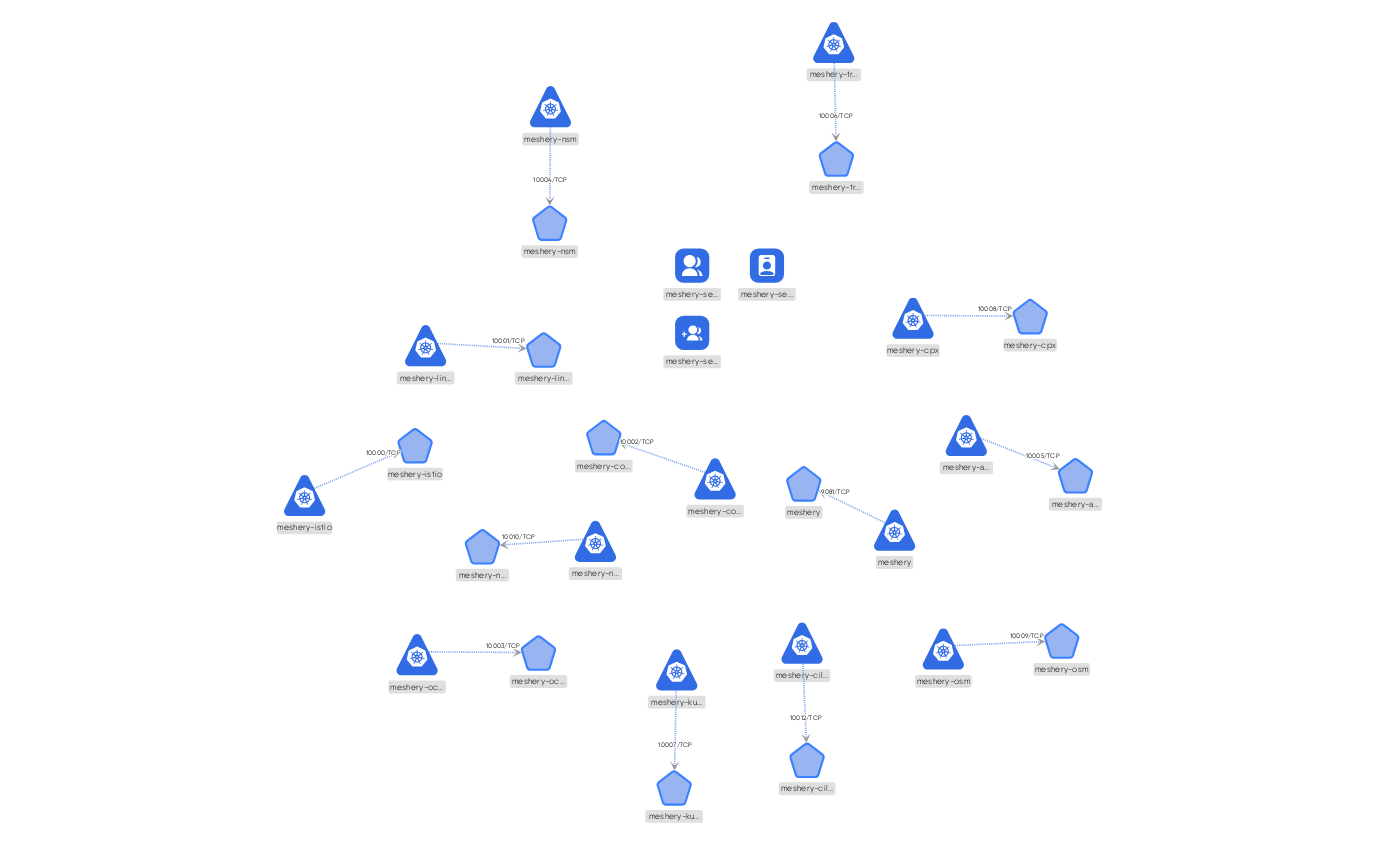 meshery-tr...
10006/TCP
meshery-tr...
meshery-nsm
10004/TCP
meshery-nsm
meshery-se...
meshery-se...
meshery-se...
10001/TCP
meshery-lin...
meshery-lin...
10008/TCP
meshery-cpx
meshery-cpx
10000/TCP
meshery-istio
meshery-istio
10002/TCP
meshery-co...
meshery-co...
9081/TCP
meshery
meshery
10005/TCP
meshery-a...
meshery-a...
10010/TCP
meshery-n...
meshery-n...
10003/TCP
meshery-oc...
meshery-oc...
meshery-ku...
10007/TCP
meshery-ku...
meshery-cil...
10012/TCP
meshery-cil...
10009/TCP
meshery-osm
meshery-osm